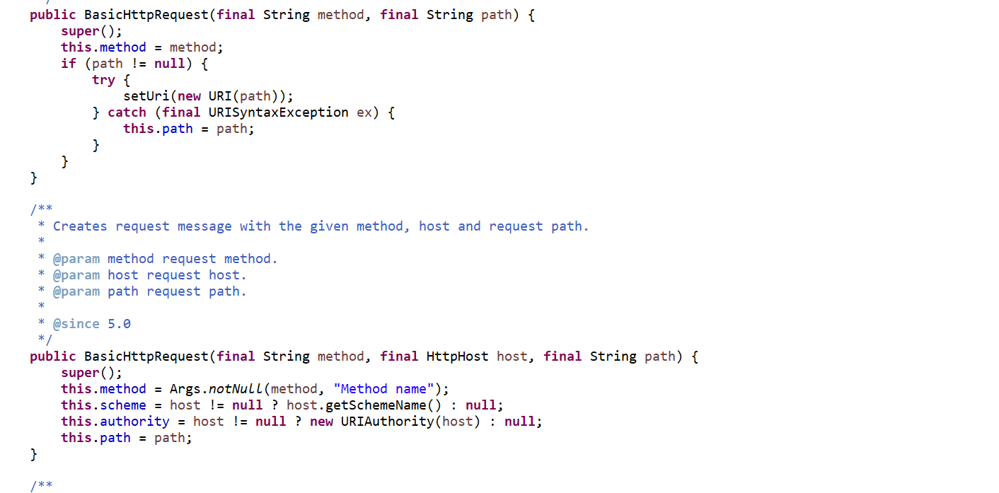 public BasicHttpRequest(final String method, final String path) {
super();
this.method = method;
if (path != null) {
try {
setUri(new URI(path));
} catch (final URISyntaxException ex) {
this.path = path;
}
}
}
/**
* Creates request message with the given method, host and request path.
*
* @param method request method.
* @param host request host.
* @param path request path.
*
* @since 5.0
*/
public BasicHttpRequest(final String method, final HttpHost host, final String path) {
super();
this.method = Args.notNull(method, "Method name");
this.scheme = host != null ? host.getSchemeName() : null;
this.authority = host != null ? new URIAuthority(host) : null;
this.path = path;
}
/**